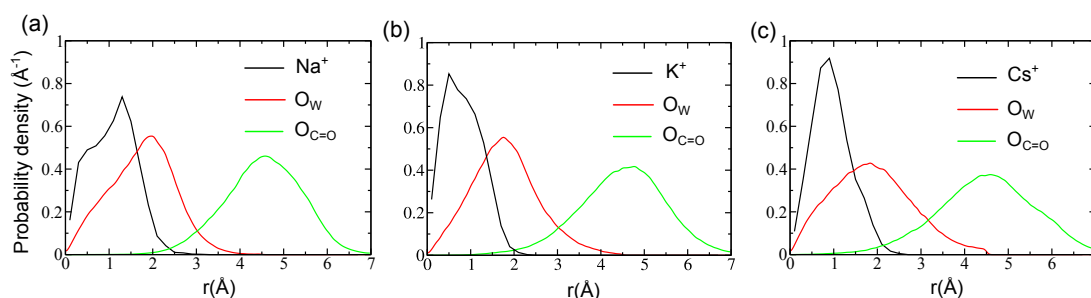 (a)
Probability density (Å⁻¹)
1
0.8
0.6
0.4
0.2
0
Na⁺
O_W
O_C=O
0 1 2 3 4 5 6 7
r(Å)
(b)
1
0.8
0.6
0.4
0.2
0
K⁺
O_W
O_C=O
0 1 2 3 4 5 6 7
r(Å)
(c)
1
0.8
0.6
0.4
0.2
0
Cs⁺
O_W
O_C=O
0 1 2 3 4 5 6 7
r(Å)